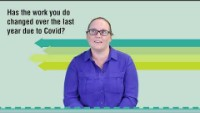 Has the work you do
changed over the last
year due to Covid?